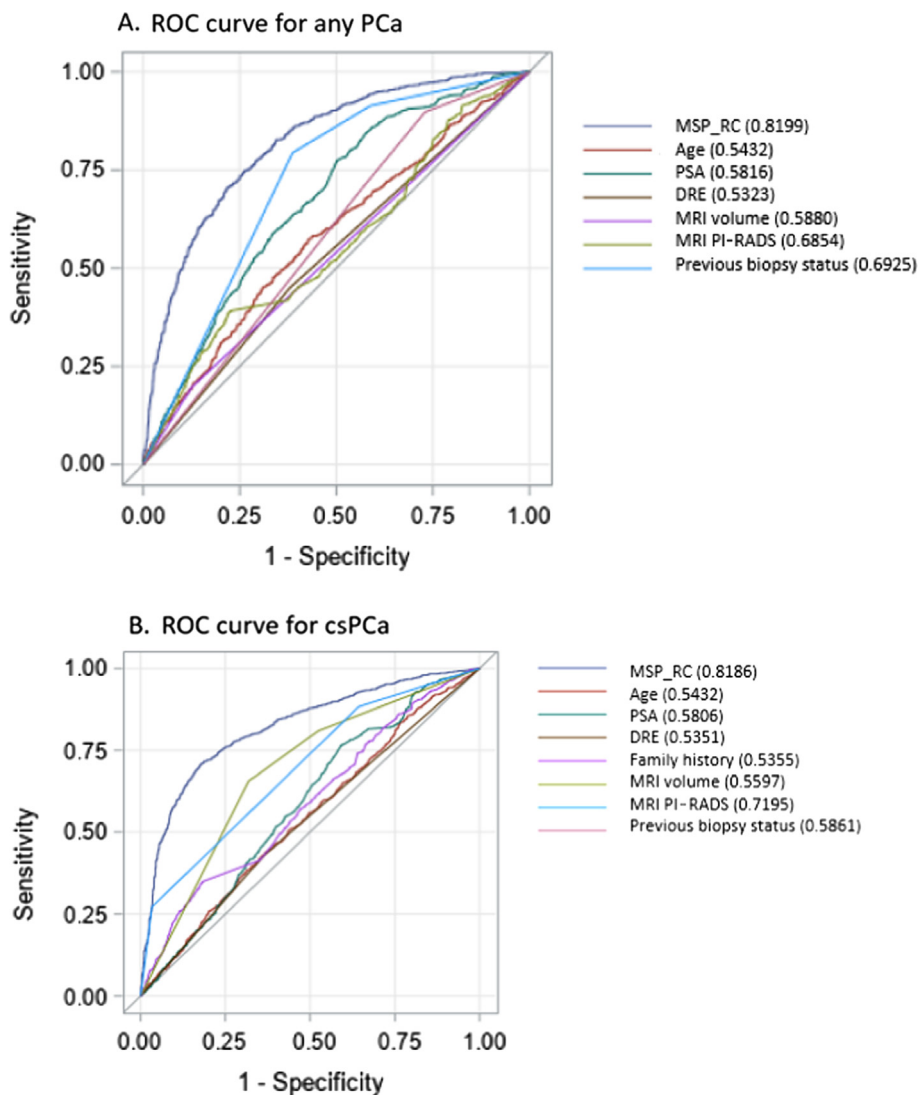 A. ROC curve for any PCa
1.00
0.75
0.50
0.25
0.00
Sensitivity
0.00 0.25 0.50 0.75 1.00
1 - Specificity
MSP_RC (0.8199)
Age (0.5432)
PSA (0.5816)
DRE (0.5323)
MRI volume (0.5880)
MRI PI-RADS (0.6854)
Previous biopsy status (0.6925)
B. ROC curve for csPCa
1.00
0.75
0.50
0.25
0.00
Sensitivity
0.00 0.25 0.50 0.75 1.00
1 - Specificity
MSP_RC (0.8186)
Age (0.5432)
PSA (0.5806)
DRE (0.5351)
Family history (0.5355)
MRI volume (0.5597)
MRI PI-RADS (0.7195)
Previous biopsy status (0.5861)